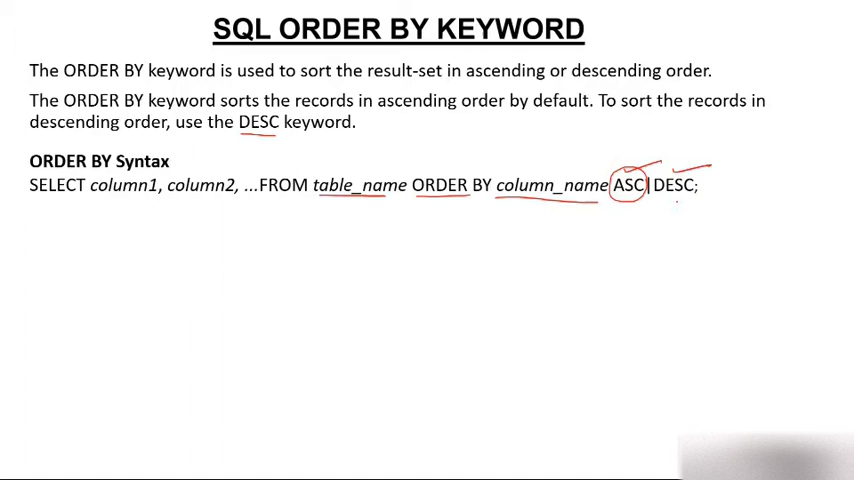 SQL ORDER BY KEYWORD
The ORDER BY keyword is used to sort the result-set in ascending or descending order.
The ORDER BY keyword sorts the records in ascending order by default. To sort the records in
descending order, use the DESC keyword.
ORDER BY Syntax
SELECT column1, column2, ...FROM table_name ORDER BY column_name ASC|DESC;